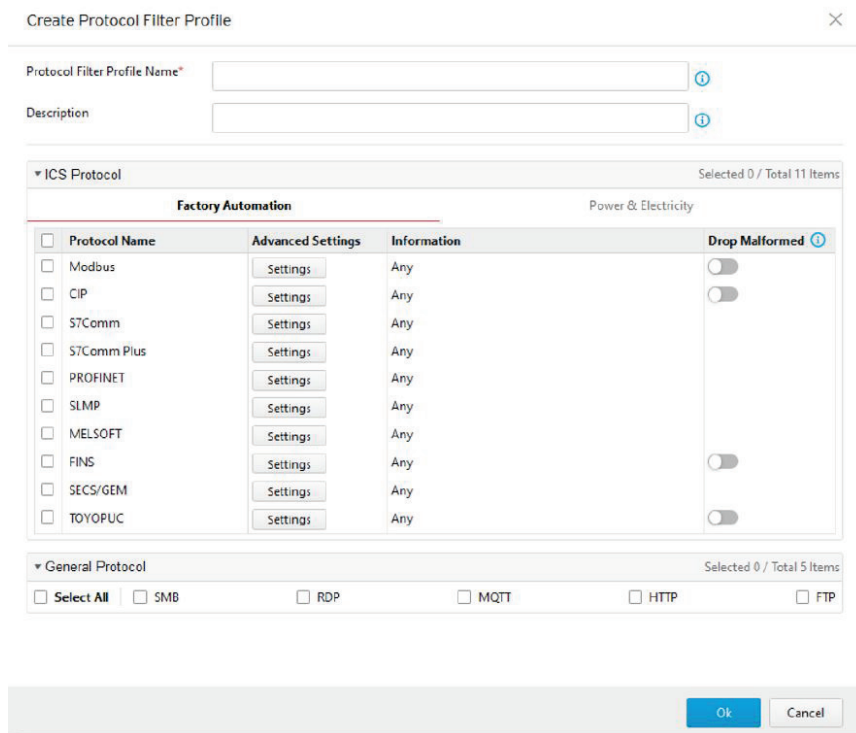 Create Protocol Filter Profile
Protocol Filter Profile Name*
Description
ICS Protocol Selected 0 / Total 11 Items
Factory Automation Power & Electricity
Protocol Name Advanced Settings Information Drop Malformed
Modbus Settings Any
CIP Settings Any
S7Comm Settings Any
S7Comm Plus Settings Any
PROFINET Settings Any
SLMP Settings Any
MELSOFT Settings Any
FINS Settings Any
SECS/GEM Settings Any
TOYOPUC Settings Any
General Protocol Selected 0 / Total 5 Items
Select All SMB RDP MQTT HTTP FTP
Ok Cancel